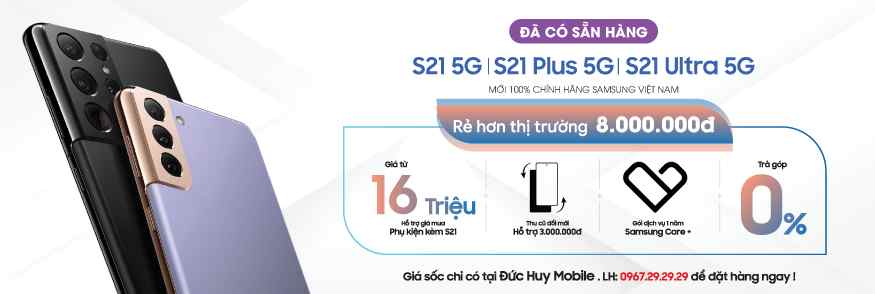 ĐÃ CÓ SẴN HÀNG
S21 5G | S21 Plus 5G | S21 Ultra 5G
MỚI 100% CHÍNH HÃNG SAMSUNG VIỆT NAM
Rẻ hơn thị trường 8.000.000đ
Giá từ
16 Triệu
Hỗ trợ giá mua
Phụ kiện kèm S21
Thu cũ đổi mới
Hỗ trợ 3.000.000đ
Gói dịch vụ 1 năm
Samsung Care +
Trả góp
0%
Giá sốc chỉ có tại Đức Huy Mobile . LH: 0967.29.29.29 để đặt hàng ngay !